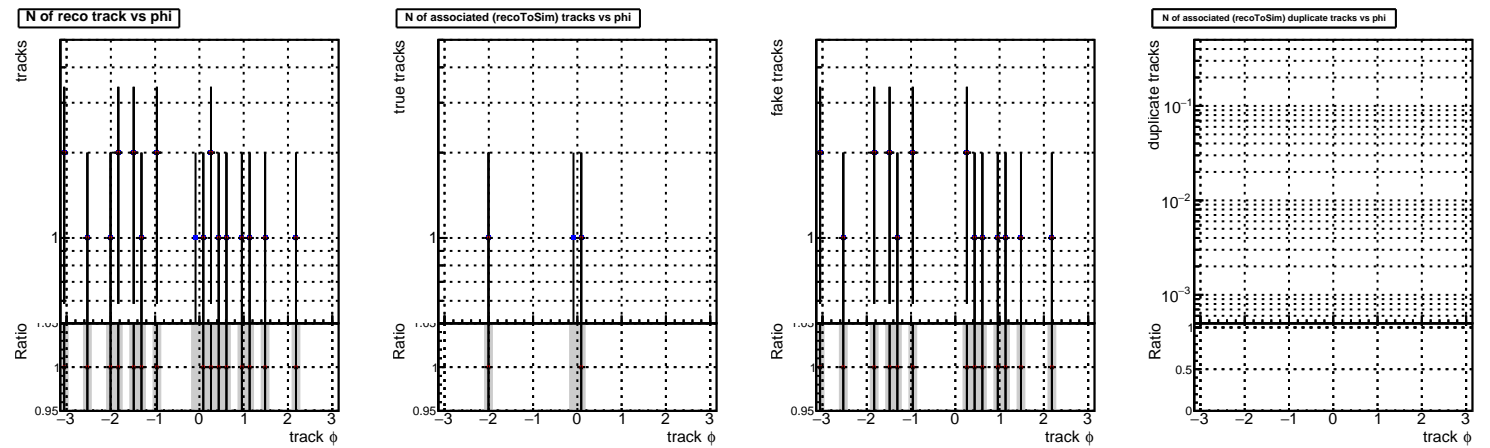 N of reco track vs phi
tracks
1
Ratio
1.05
1
0.95
−3 −2 −1 0 1 2 3
track ϕ
N of associated (recoToSim) tracks vs phi
true tracks
1
Ratio
1.05
1
0.95
−3 −2 −1 0 1 2 3
track ϕ
fake tracks
1
Ratio
1.05
1
0.95
−3 −2 −1 0 1 2 3
track ϕ
N of associated (recoToSim) duplicate tracks vs phi
duplicate tracks
10−1
10−2
10−3
Ratio
1
0.5
0
−3 −2 −1 0 1 2 3
track ϕ